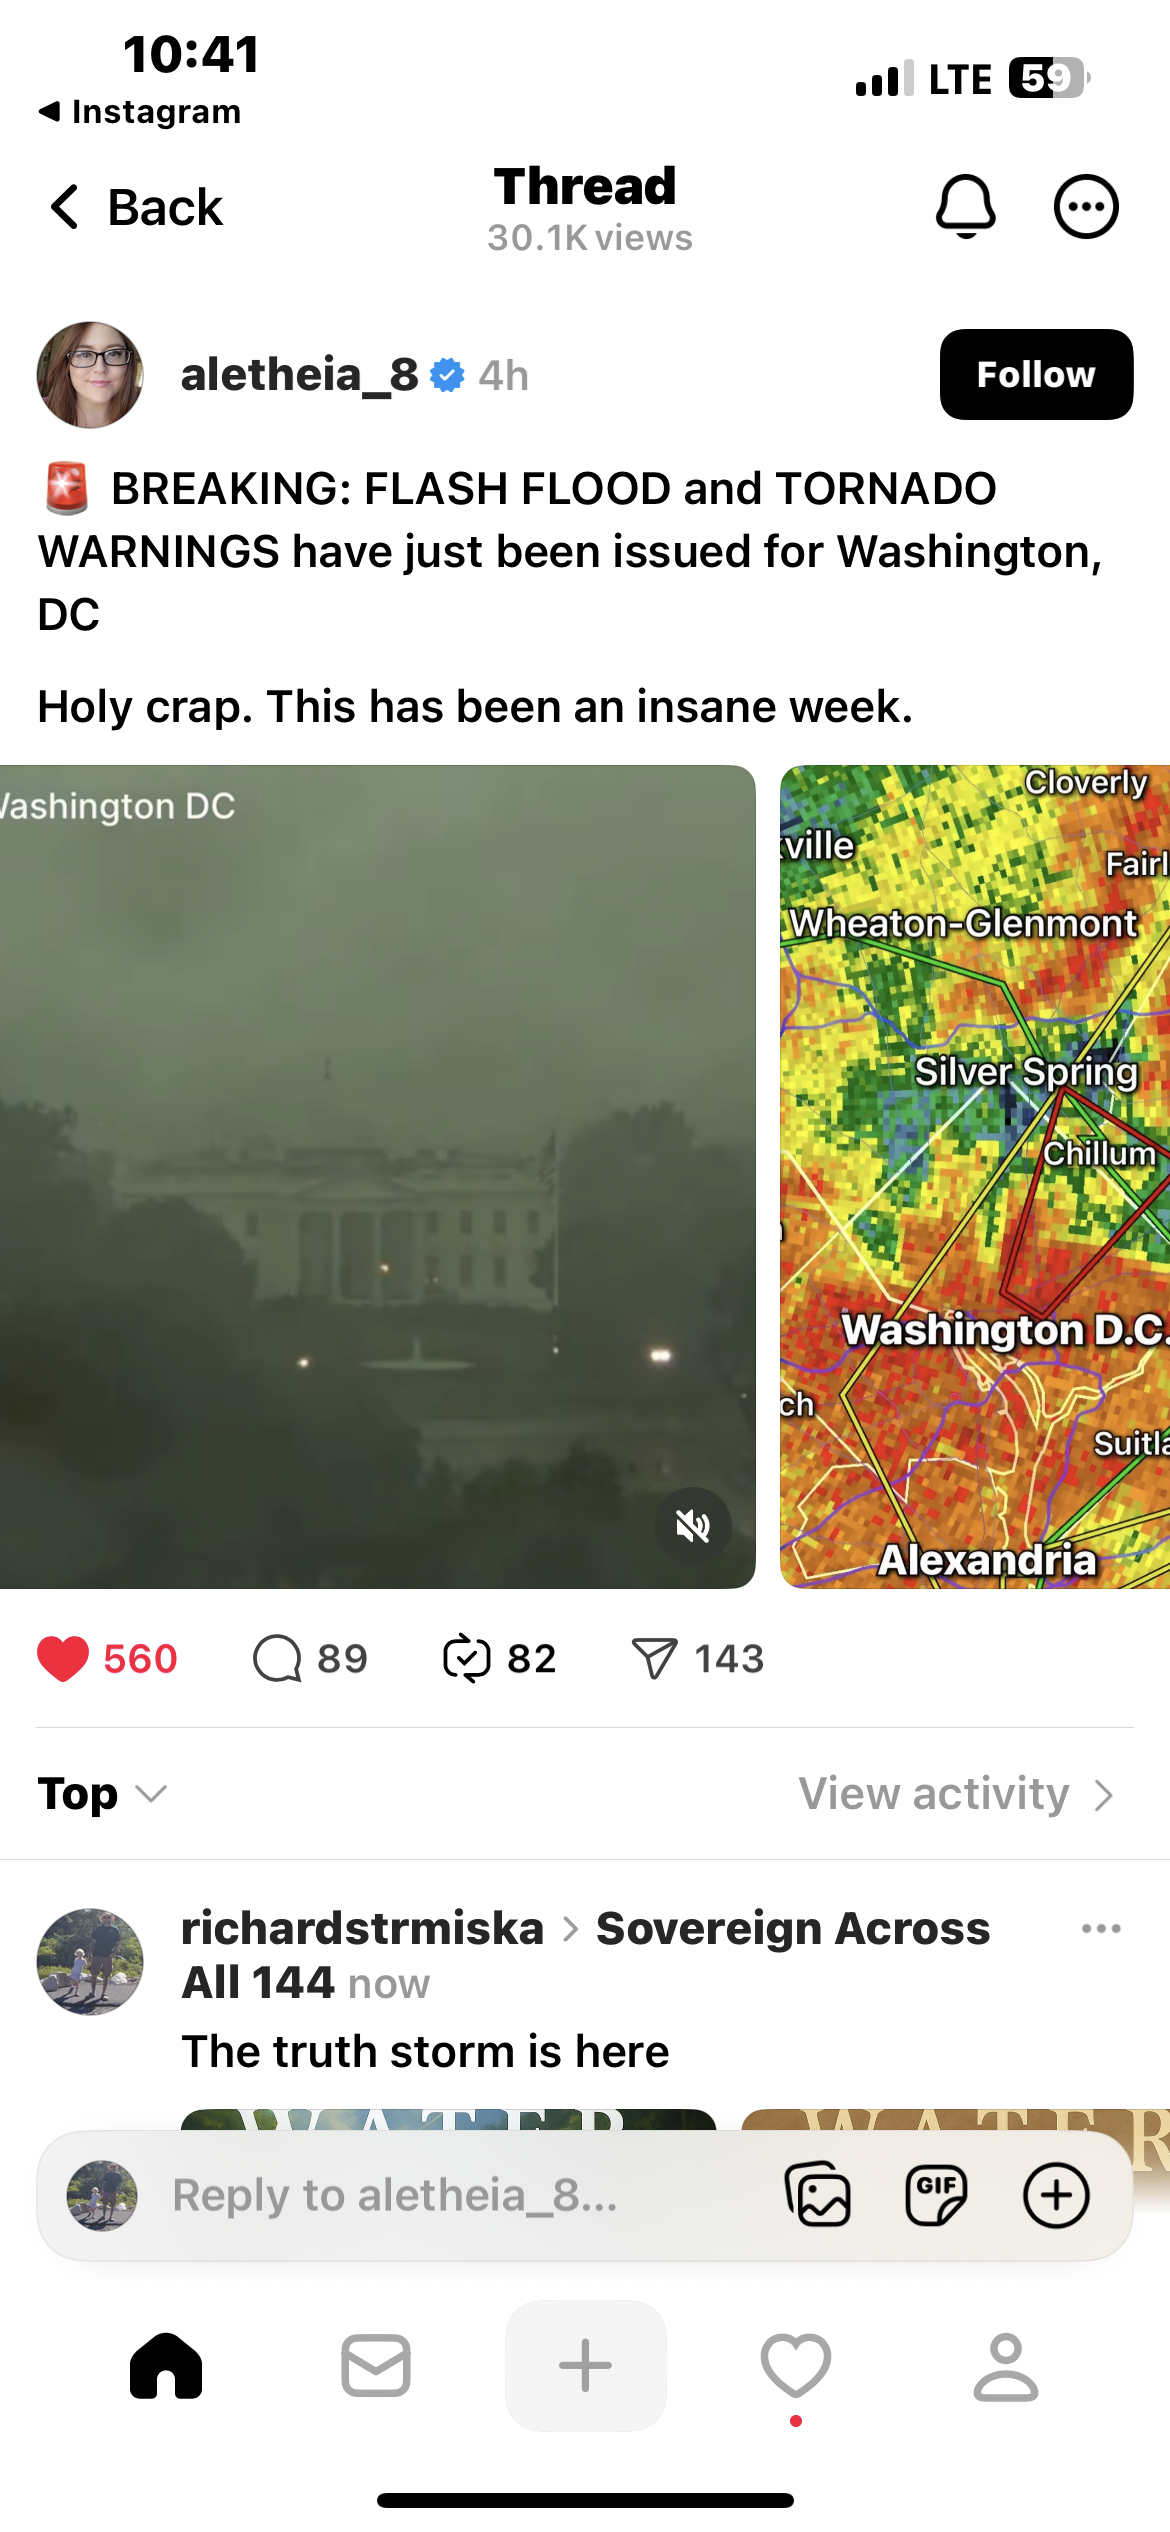 10:41
Instagram
LTE 59
Back
Thread
30.1K views
aletheia_8 4h
Follow
🚨 BREAKING: FLASH FLOOD and TORNADO
WARNINGS have just been issued for Washington,
DC
Holy crap. This has been an insane week.
Washington DC
Cloverly
ville
Fairl
Wheaton-Glenmont
Silver Spring
Chillum
Washington D.C.
ch
Suitla
Alexandria
560
89
82
143
Top
View activity
richardstrmiska > Sovereign Across
All 144 now
The truth storm is here
WATER
WATER
Reply to aletheia_8...
GIF